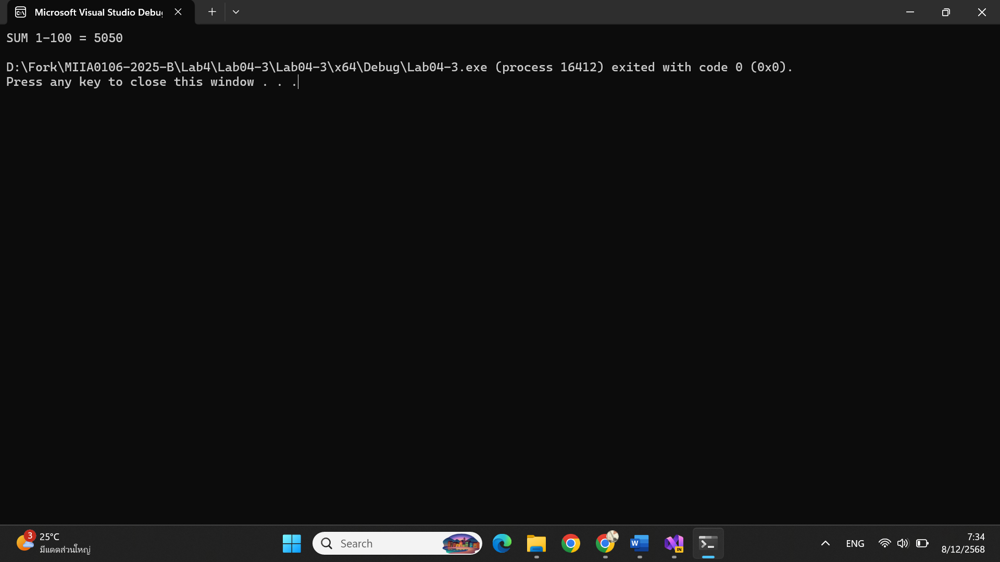 Microsoft Visual Studio Debu
SUM 1-100 = 5050
D:\Fork\MIIA0106-2025-B\Lab4\Lab04-3\Lab04-3\x64\Debug\Lab04-3.exe (process 16412) exited with code 0 (0x0).
Press any key to close this window . . .
3
25°C
มีแดดส่วนใหญ่
Search
W
IN
ENG
7:34
8/12/2568